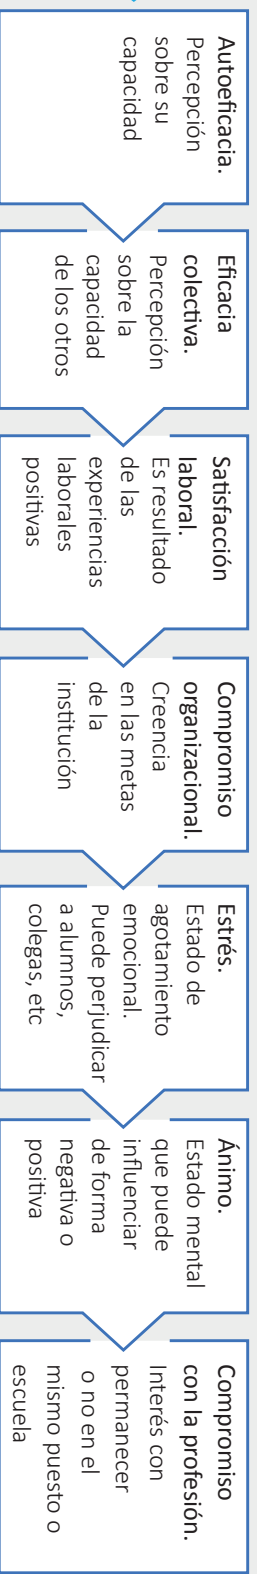 Autoeficacia.
Percepción
sobre su
capacidad
Eficacia
colectiva.
Percepción
sobre la
capacidad
de los otros
Satisfacción
laboral.
Es resultado
de las
experiencias
laborales
positivas
Compromiso
organizacional.
Creencia
en las metas
de la
institución
Estrés.
Estado de
agotamiento
emocional.
Puede perjudicar
a alumnos,
colegas, etc
Ánimo.
Estado mental
que puede
influenciar
de forma
negativa o
positiva
Compromiso
con la profesión.
Interés con
permanecer
o no en el
mismo puesto o
escuela